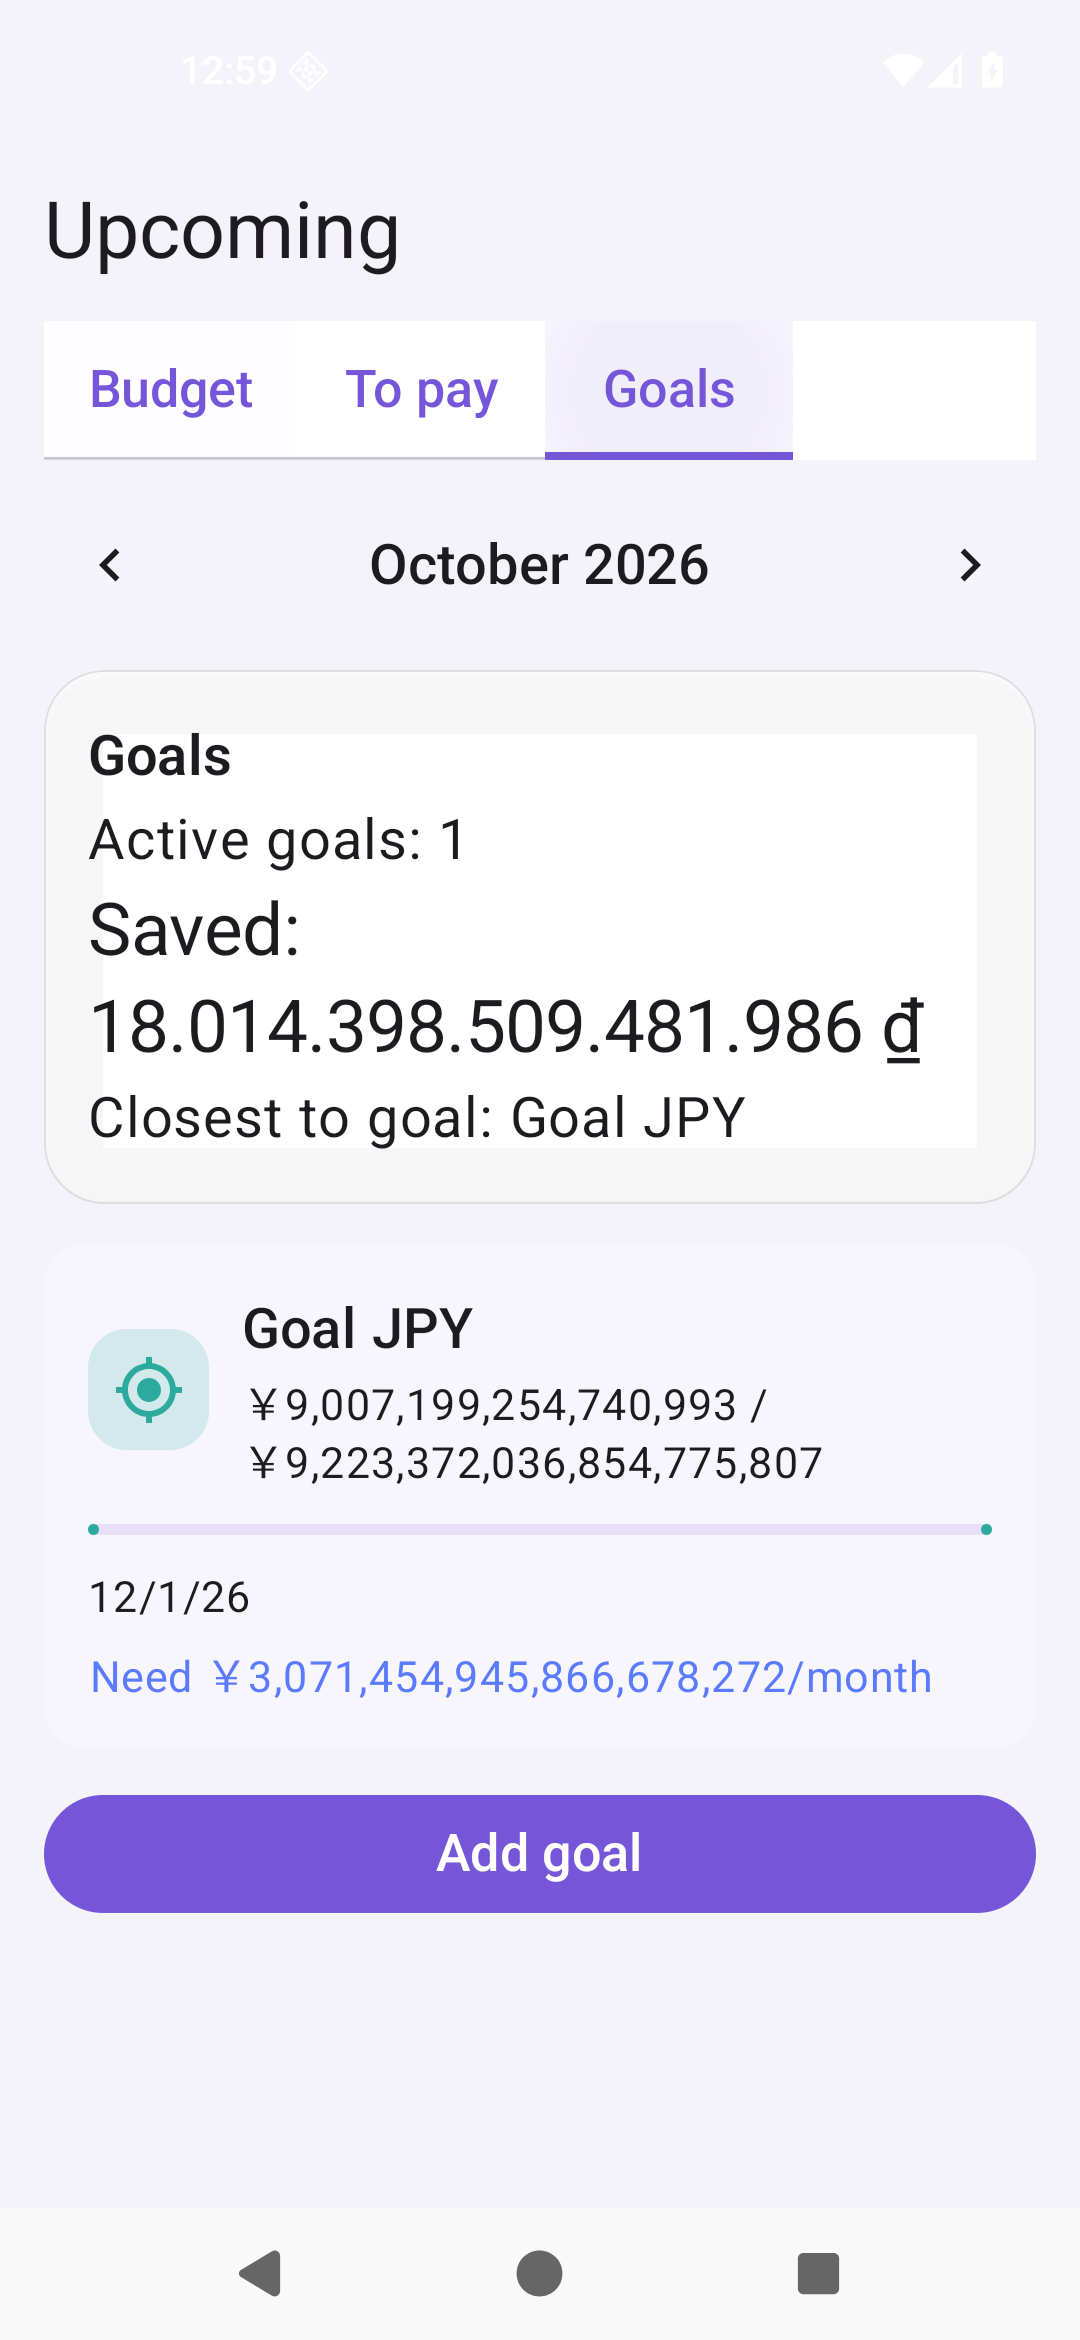 12:59
Upcoming
Budget To pay Goals
October 2026
Goals
Active goals: 1
Saved:
18.014.398.509.481.986 ₫
Closest to goal: Goal JPY
Goal JPY
￥9,007,199,254,740,993 /
￥9,223,372,036,854,775,807
12/1/26
Need ￥3,071,454,945,866,678,272/month
Add goal